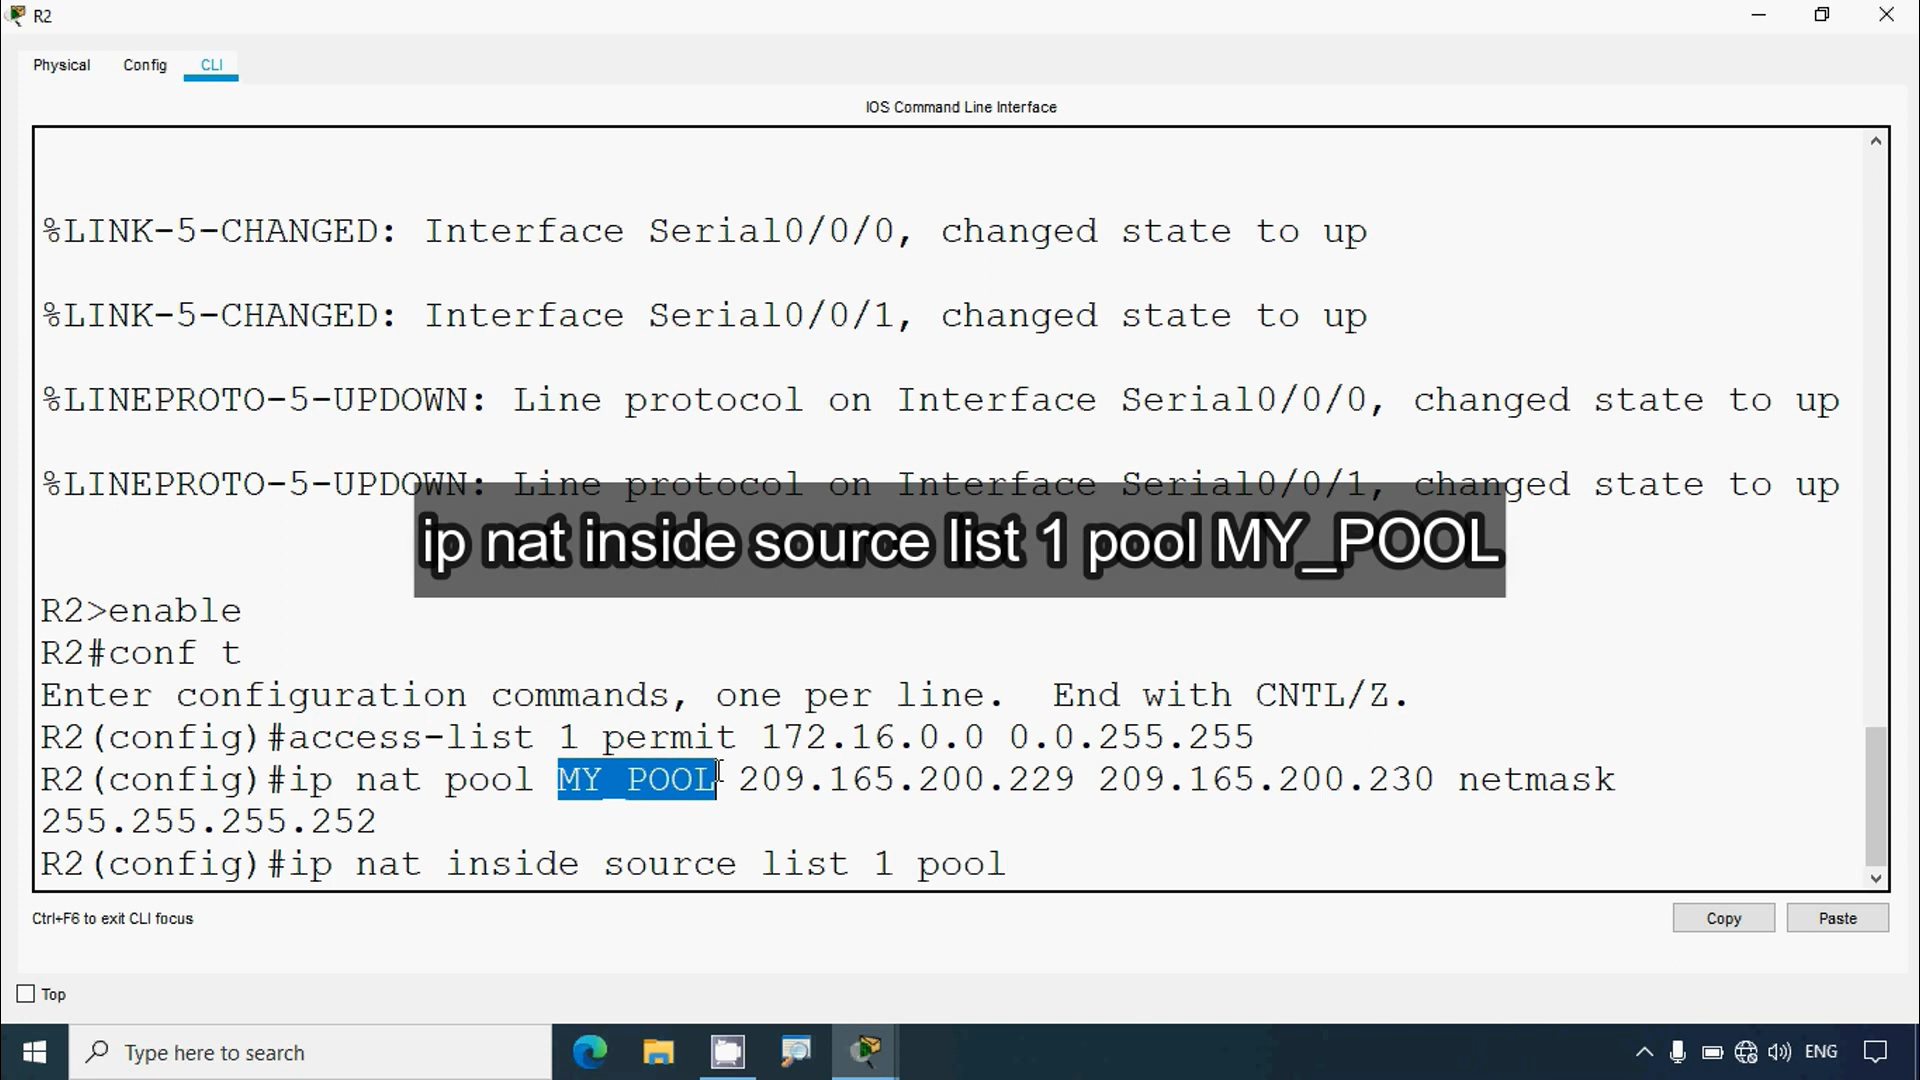 R2
Physical Config CLI
IOS Command Line Interface
%LINK-5-CHANGED: Interface Serial0/0/0, changed state to up
%LINK-5-CHANGED: Interface Serial0/0/1, changed state to up
%LINEPROTO-5-UPDOWN: Line protocol on Interface Serial0/0/0, changed state to up
%LINEPROTO-5-UPDOWN: Line protocol on Interface Serial0/0/1, changed state to up
ip nat inside source list 1 pool MY_POOL
R2>enable
R2#conf t
Enter configuration commands, one per line. End with CNTL/Z.
R2(config)#access-list 1 permit 172.16.0.0 0.0.255.255
R2(config)#ip nat pool MY_POOL 209.165.200.229 209.165.200.230 netmask
255.255.255.252
R2(config)#ip nat inside source list 1 pool
Ctrl+F6 to exit CLI focus
Copy Paste
Top
Type here to search
ENG